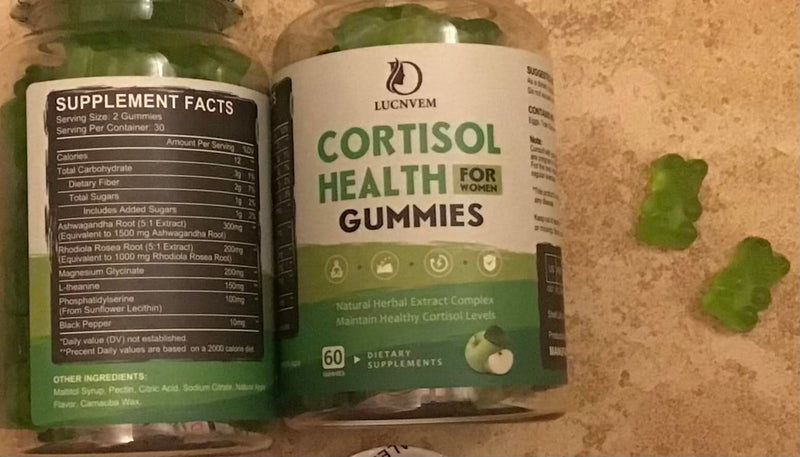 SUPPLEMENT FACTS
Serving Size: 2 Gummies
Serving Per Container: 30
Amount Per Serving %DV
Calories 12
Total Carbohydrate 3g 1%
Dietary Fiber 2g 7%
Total Sugars 1g 2%
Includes Added Sugars 1g 2%
Ashwagandha Root (5:1 Extract) 300mg
(Equivalent to 1500 mg Ashwagandha Root)
Rhodiola Rosea Root (5:1 Extract) 200mg
(Equivalent to 1000 mg Rhodiola Rosea Root)
Magnesium Glycinate 200mg
L-theanine 150mg
Phosphatidylserine 100mg
(From Sunflower Lecithin)
Black Pepper 10mg
*Daily value (DV) not established.
**Precent Daily values are based on a 2000 calorie diet.
OTHER INGREDIENTS:
Maltitol Syrup, Pectin, Citric Acid, Sodium Citrate, Natural Apple
Flavor, Carnauba Wax.
LUCNVEM
CORTISOL
HEALTH FOR WOMEN
GUMMIES
Natural Herbal Extract Complex
Maintain Healthy Cortisol Levels
60 GUMMIES
DIETARY
SUPPLEMENTS
Note: